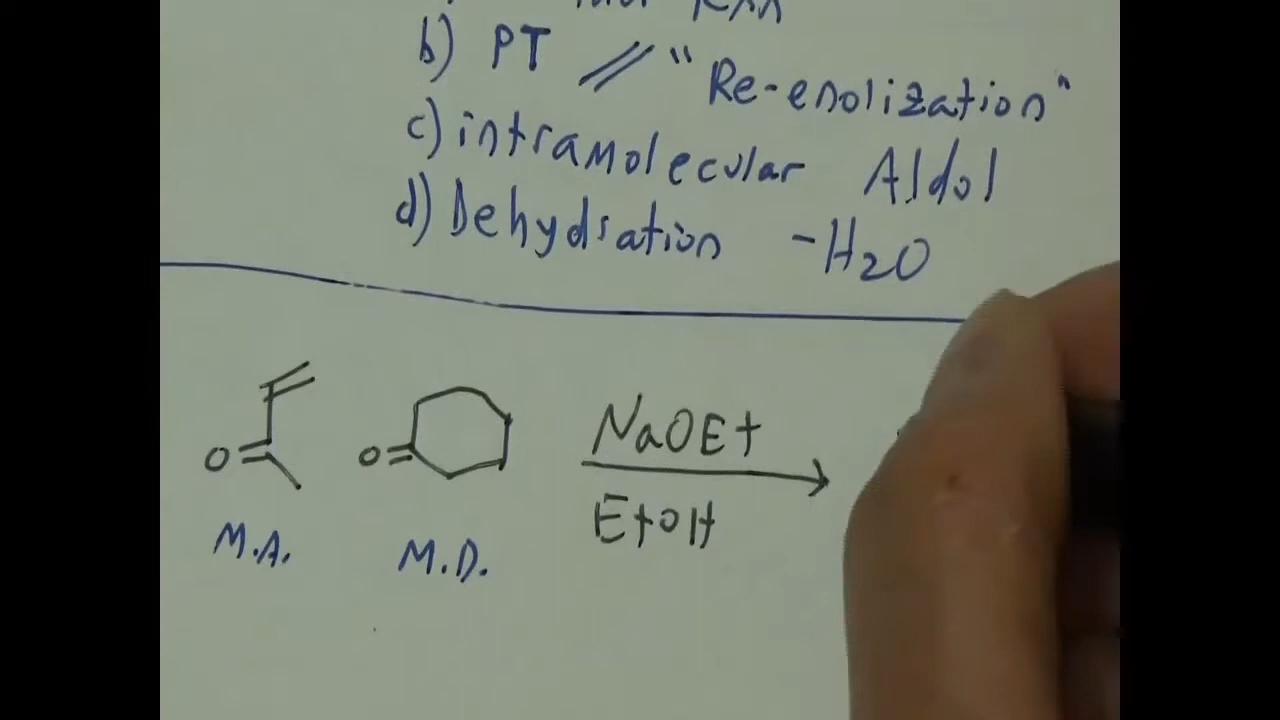 b) PT // "Re-enolization"
c) intramolecular Aldol
d) Dehydration -H2O
O O NaOEt
EtOH
M.A. M.D.